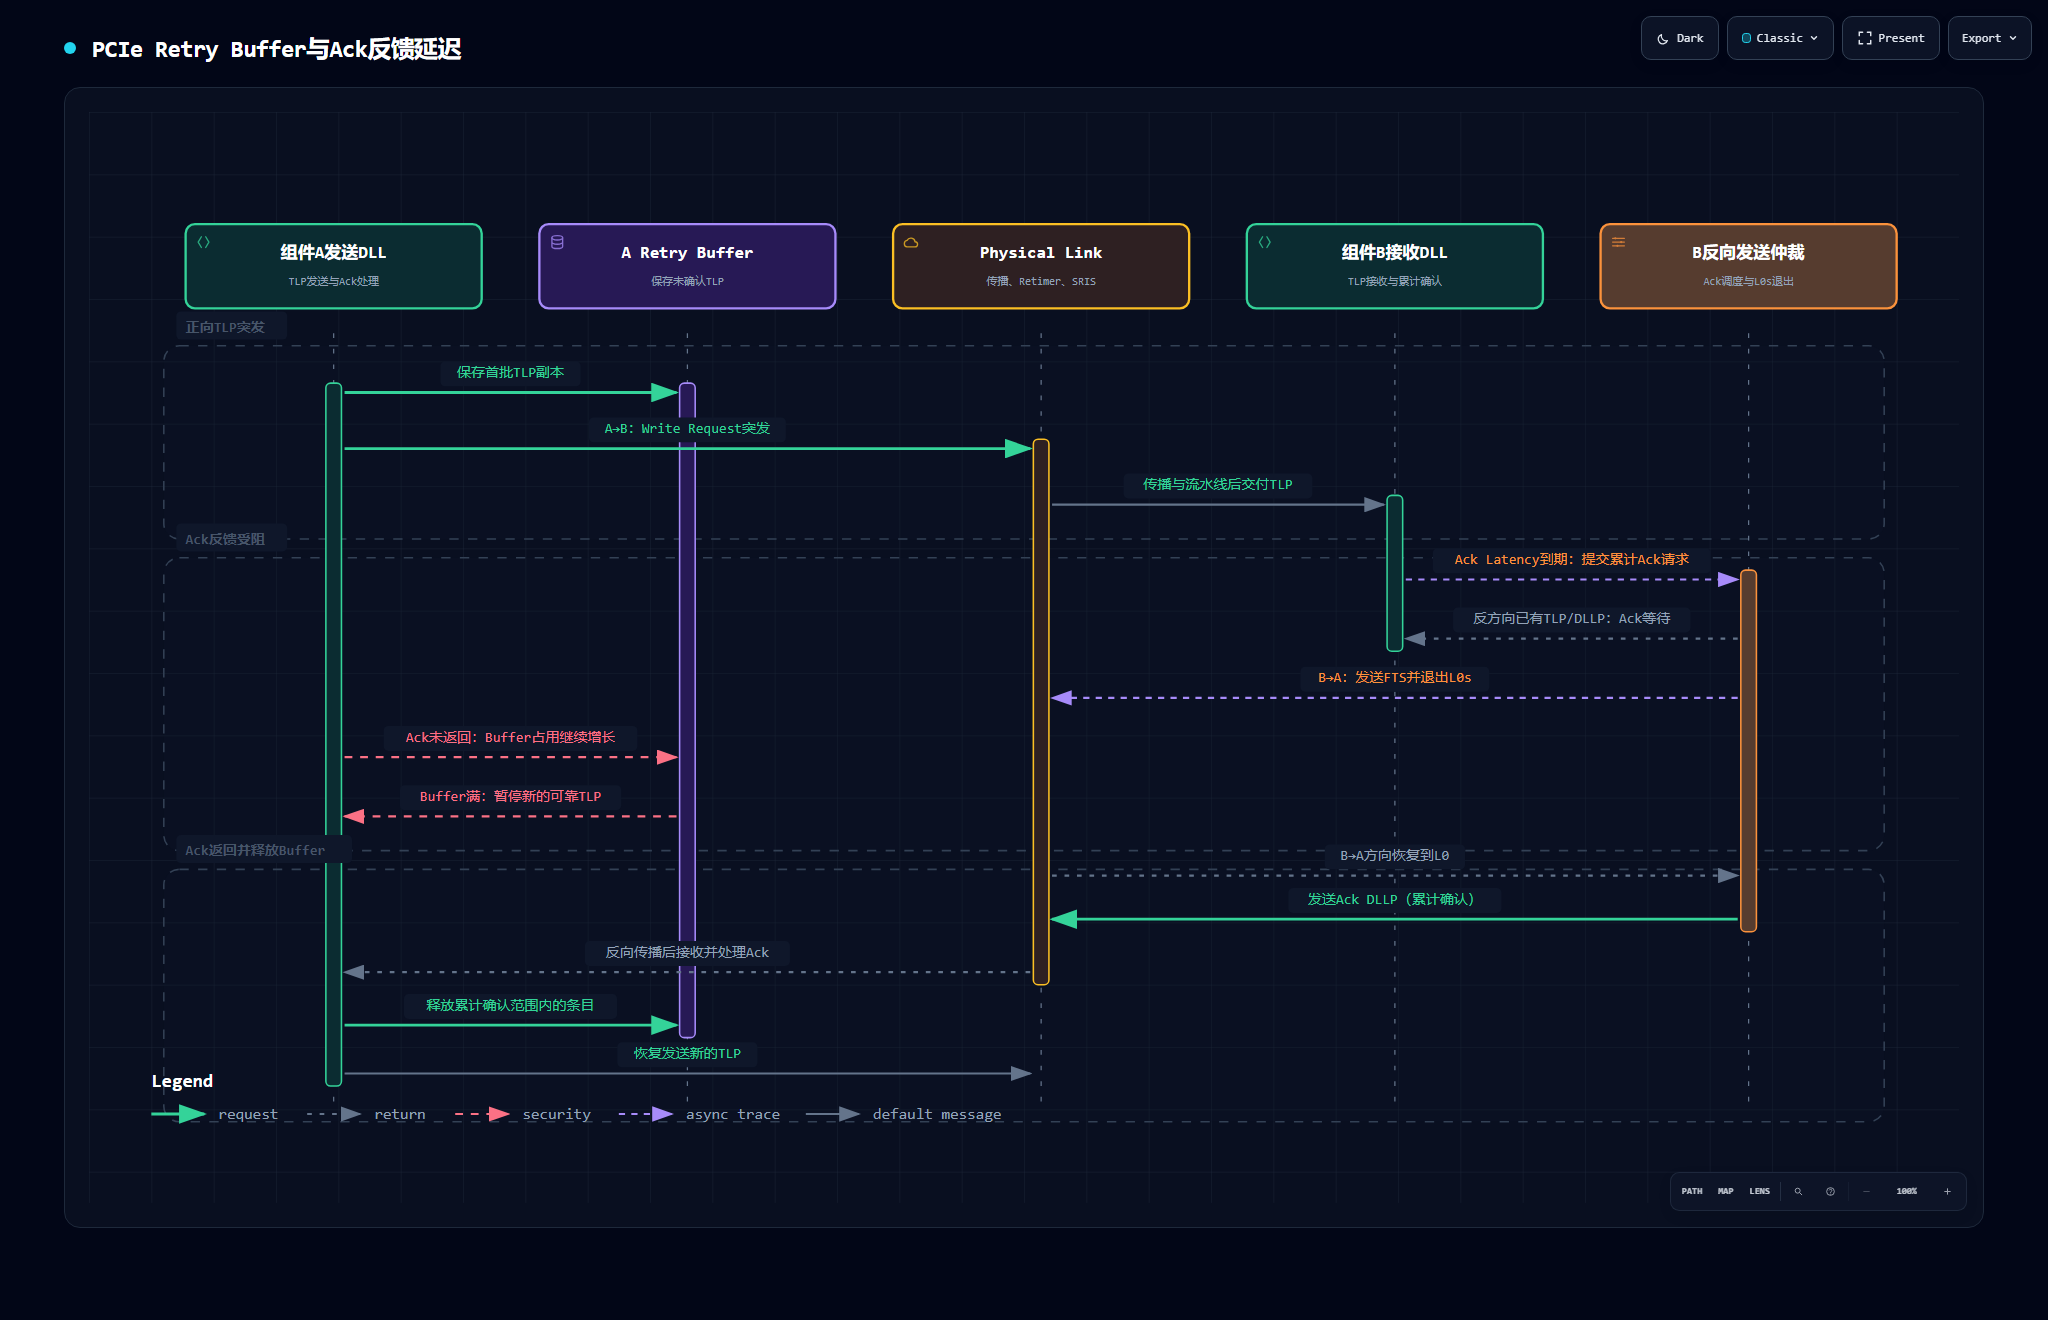 PCIe Retry Buffer与Ack反馈延迟
Dark
Classic
Present
Export
组件A发送DLL
TLP发送与Ack处理
A Retry Buffer
保存未确认TLP
Physical Link
传播、Retimer、SRIS
组件B接收DLL
TLP接收与累计确认
B反向发送仲裁
Ack调度与L0s退出
正向TLP突发
保存首批TLP副本
A→B: Write Request突发
传播与流水线后交付TLP
Ack反馈受阻
Ack Latency到期: 提交累计Ack请求
反方向已有TLP/DLLP: Ack等待
B→A: 发送FTS并退出L0s
Ack未返回: Buffer占用继续增长
Buffer满: 暂停新的可靠TLP
Ack返回并释放Buffer
B→A方向恢复到L0
发送Ack DLLP (累计确认)
反向传播后接收并处理Ack
释放累计确认范围内的条目
恢复发送新的TLP
Legend
request
return
security
async trace
default message
PATH
MAP
LENS
100%